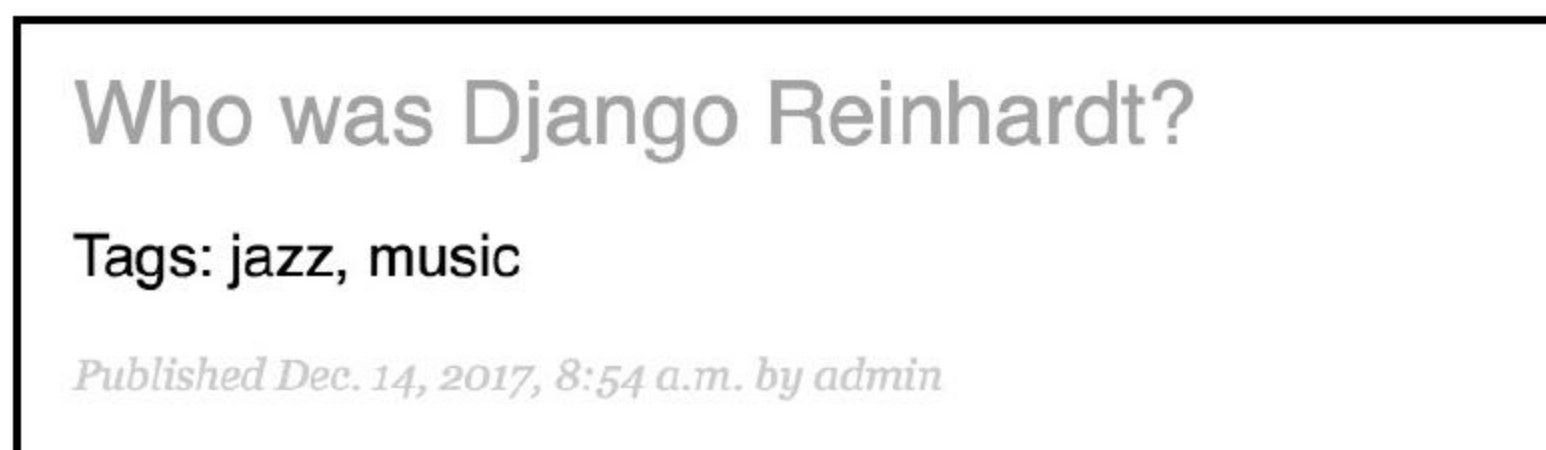 Who was Django Reinhardt?
Tags: jazz, music
Published Dec. 14, 2017, 8:54 a.m. by admin